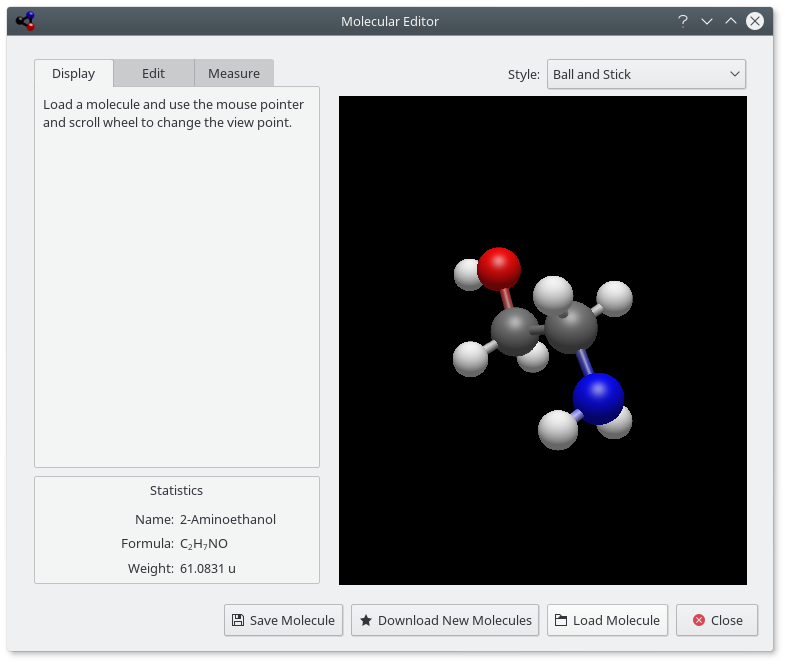 Molecular Editor
Display Edit Measure
Style: Ball and Stick
Load a molecule and use the mouse pointer
and scroll wheel to change the view point.
Statistics
Name: 2-Aminoethanol
Formula: C₂H₇NO
Weight: 61.0831 u
Save Molecule Download New Molecules Load Molecule Close